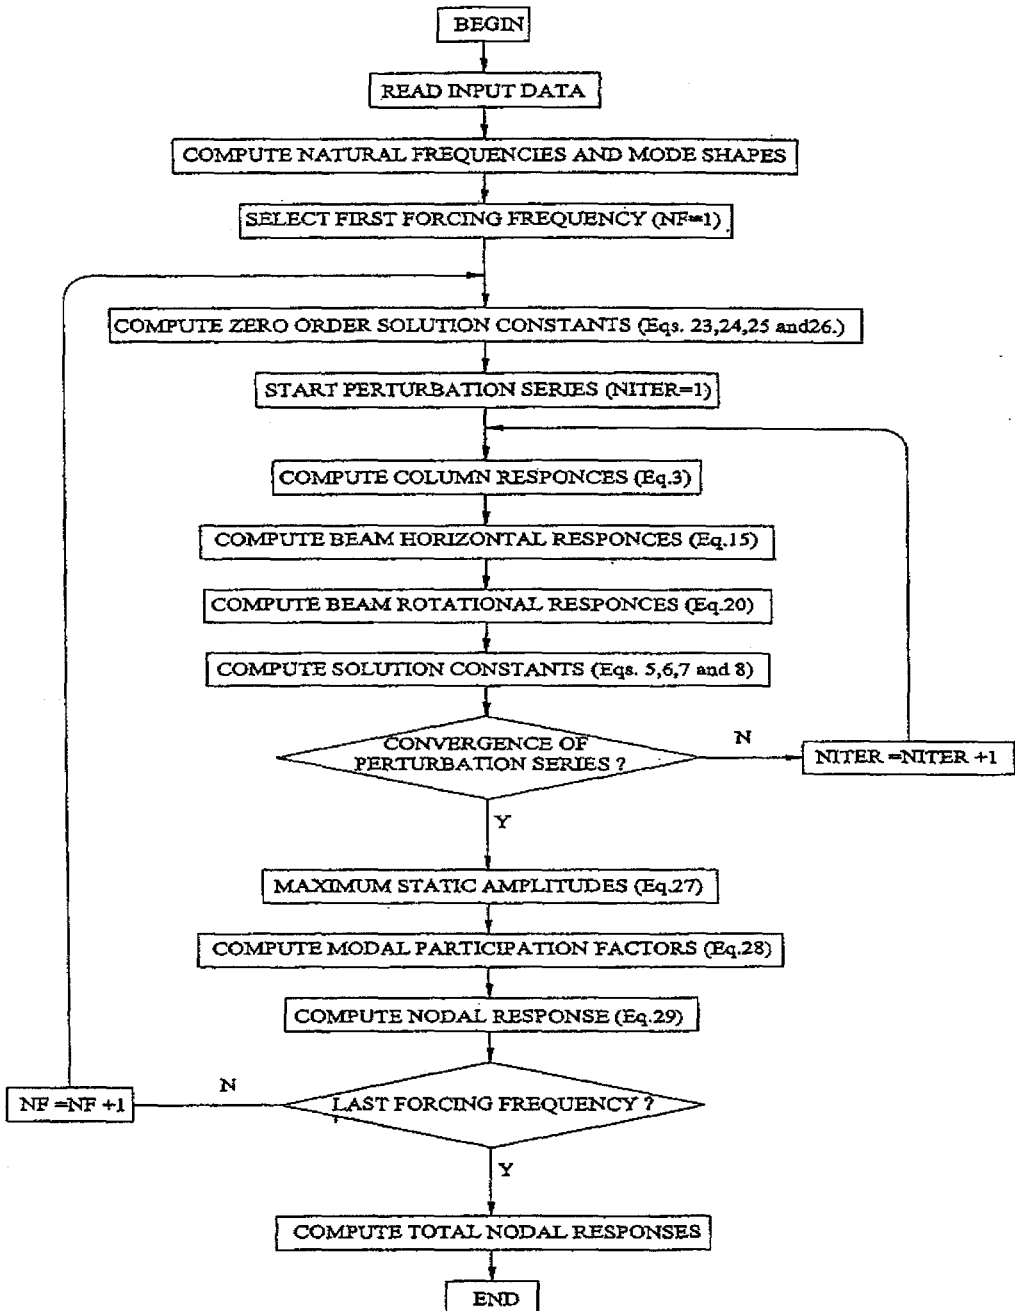 BEGIN
READ INPUT DATA
COMPUTE NATURAL FREQUENCIES AND MODE SHAPES
SELECT FIRST FORCING FREQUENCY (NF=1)
COMPUTE ZERO ORDER SOLUTION CONSTANTS (Eqs. 23,24,25 and26.)
START PERTURBATION SERIES (NITER=1)
COMPUTE COLUMN RESPONCES (Eq.3)
COMPUTE BEAM HORIZONTAL RESPONCES (Eq.15)
COMPUTE BEAM ROTATIONAL RESPONCES (Eq.20)
COMPUTE SOLUTION CONSTANTS (Eqs. 5,6,7 and 8)
CONVERGENCE OF
PERTURBATION SERIES ?
N
NITER =NITER +1
Y
MAXIMUM STATIC AMPLITUDES (Eq.27)
COMPUTE MODAL PARTICIPATION FACTORS (Eq.28)
COMPUTE NODAL RESPONSE (Eq.29)
LAST FORCING FREQUENCY ?
N
NF =NF +1
Y
COMPUTE TOTAL NODAL RESPONSES
END